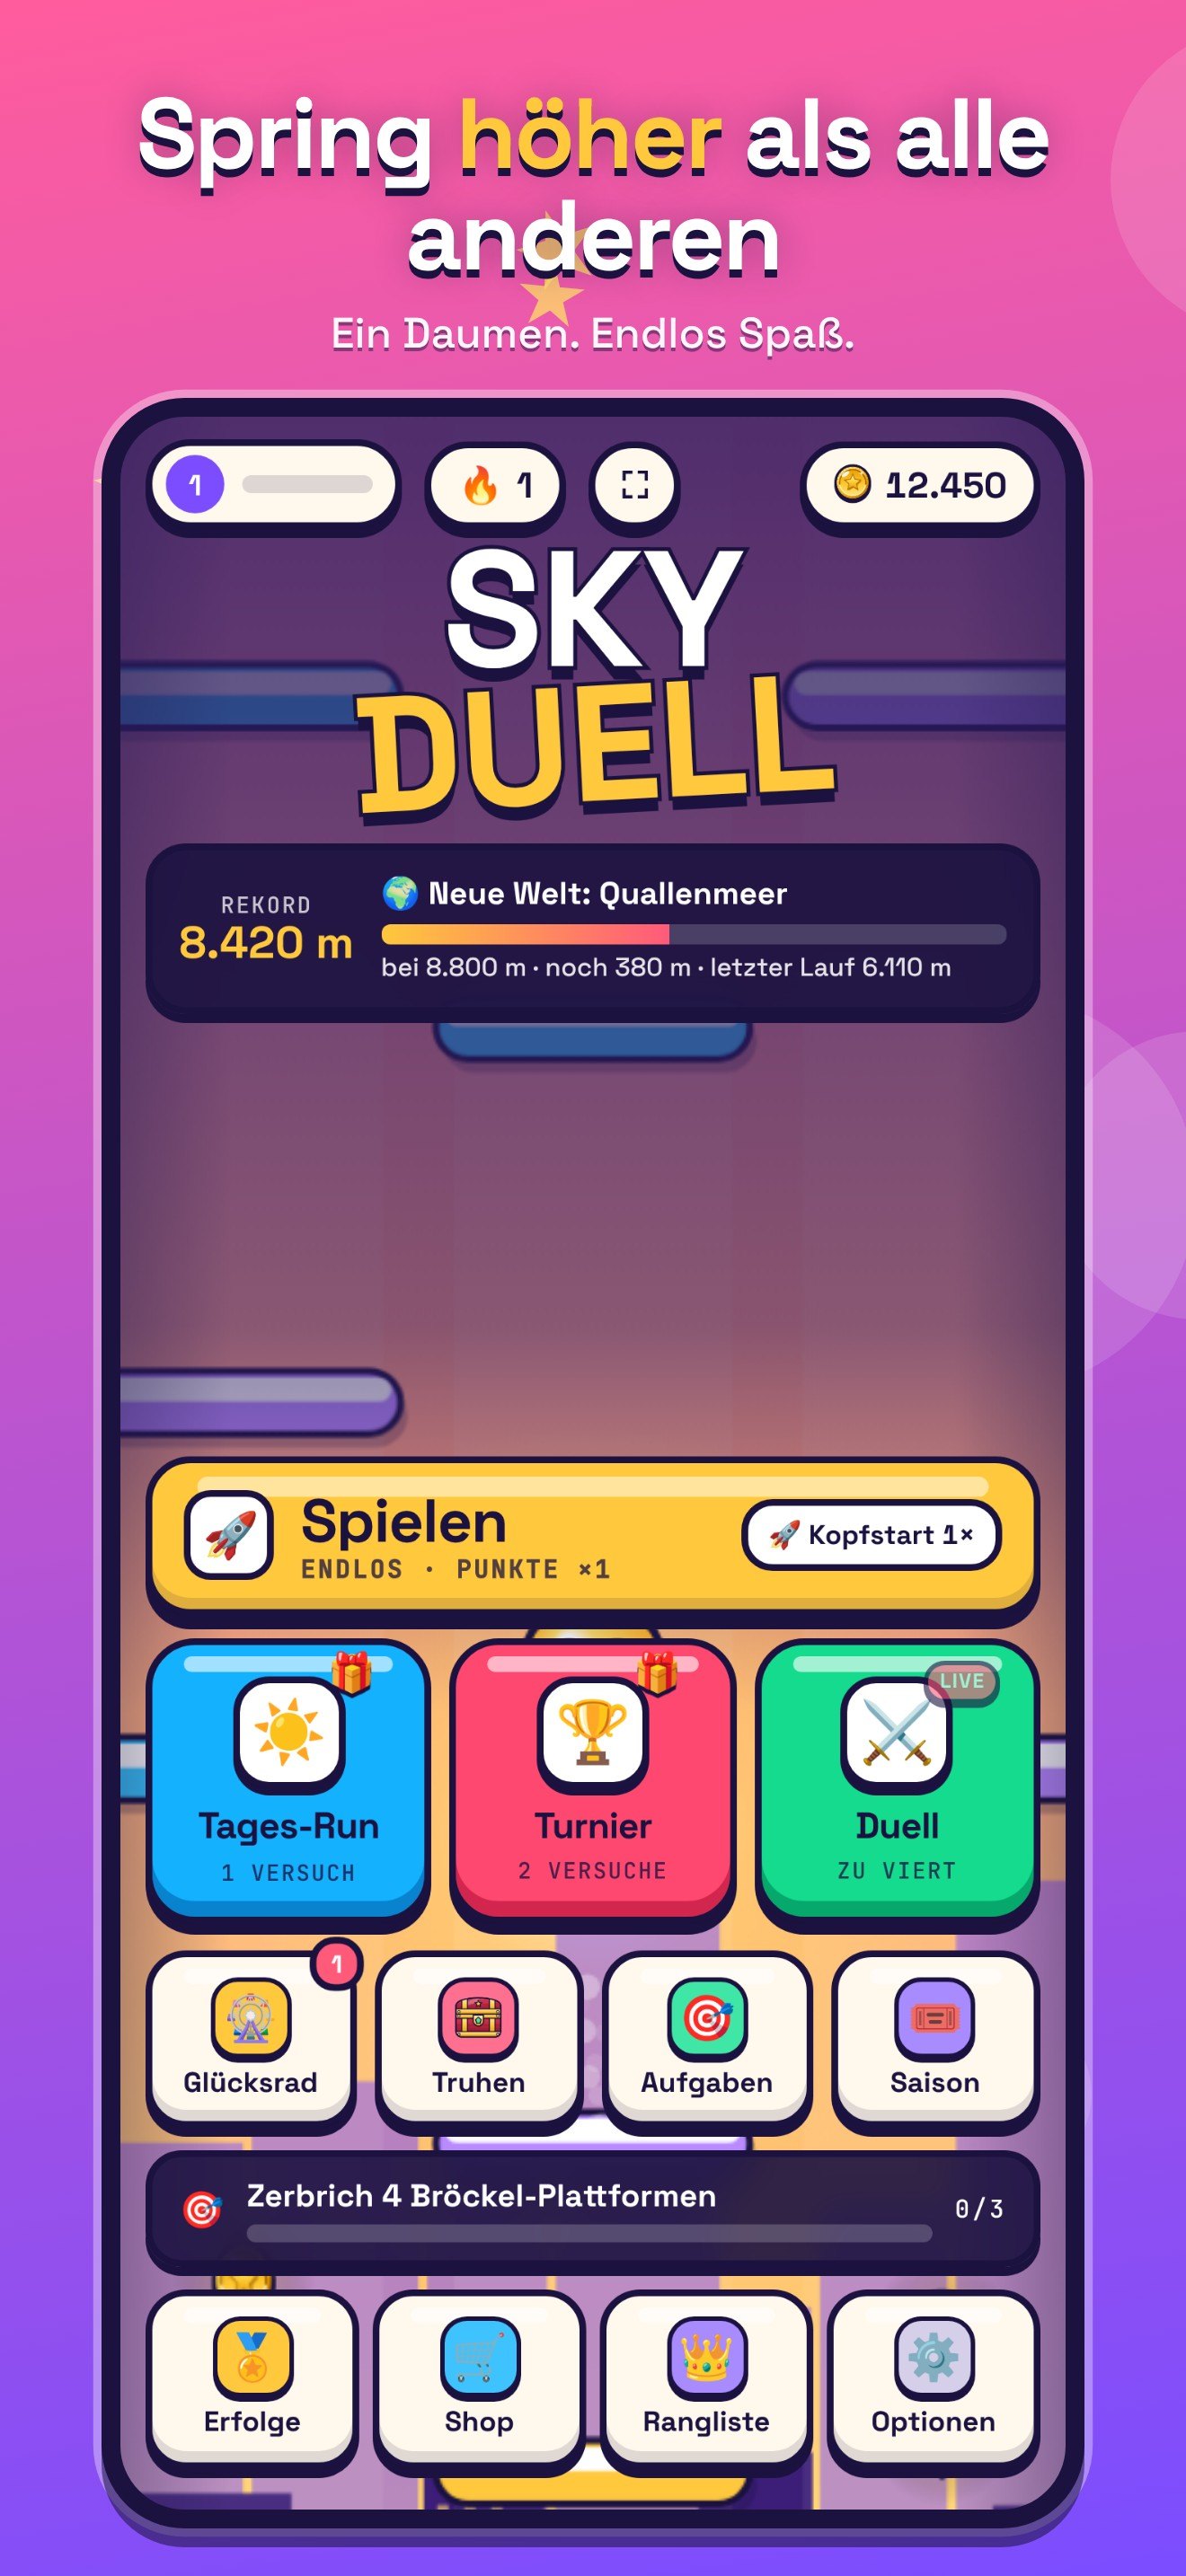 Spring höher als alle
anderen
Ein Daumen. Endlos Spaß.
1
1
12.450
SKY
DUELL
REKORD
8.420 m
Neue Welt: Quallenmeer
bei 8.800 m · noch 380 m · letzter Lauf 6.110 m
Spielen
ENDLOS · PUNKTE ×1
Kopfstart 1×
LIVE
Tages-Run
1 VERSUCH
Turnier
2 VERSUCHE
Duell
ZU VIERT
1
Glücksrad
Truhen
Aufgaben
Saison
Zerbrich 4 Bröckel-Plattformen
0/3
Erfolge
Shop
Rangliste
Optionen